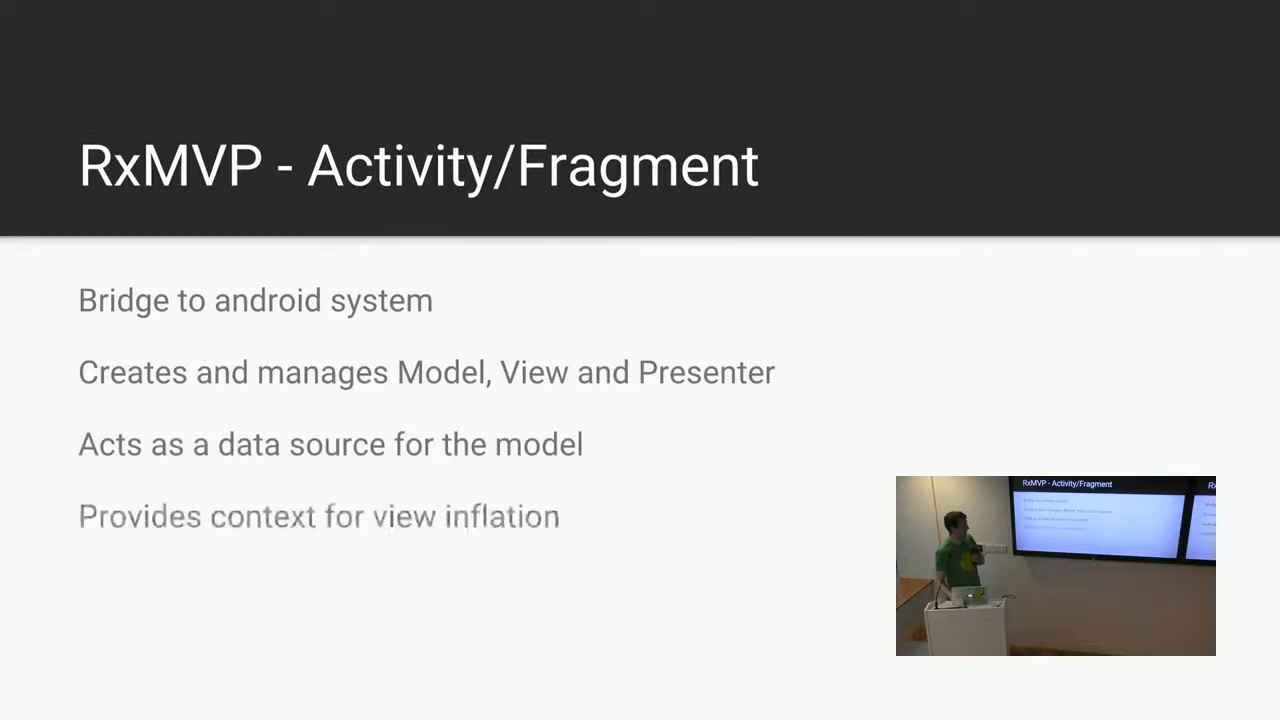 RxMVP - Activity/Fragment
Bridge to android system
Creates and manages Model, View and Presenter
Acts as a data source for the model
Provides context for view inflation
RxMVP - Activity/Fragment